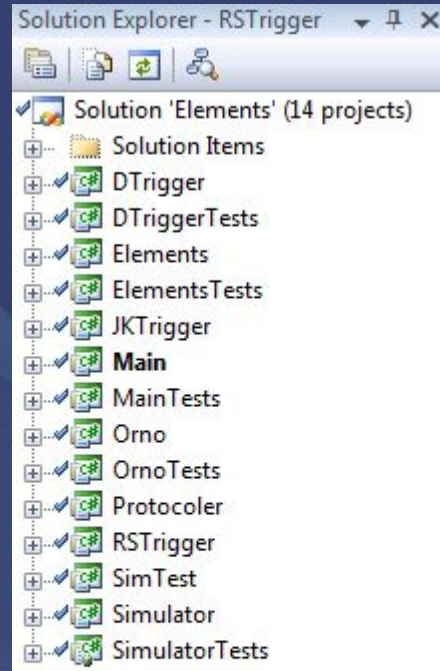 Solution Explorer - RSTrigger
Solution 'Elements' (14 projects)
Solution Items
C# DTrigger
C# DTriggerTests
C# Elements
C# ElementsTests
C# JKTrigger
C# Main
C# MainTests
C# Orno
C# OrnoTests
C# Protocoler
C# RSTrigger
C# SimTest
C# Simulator
C# SimulatorTests